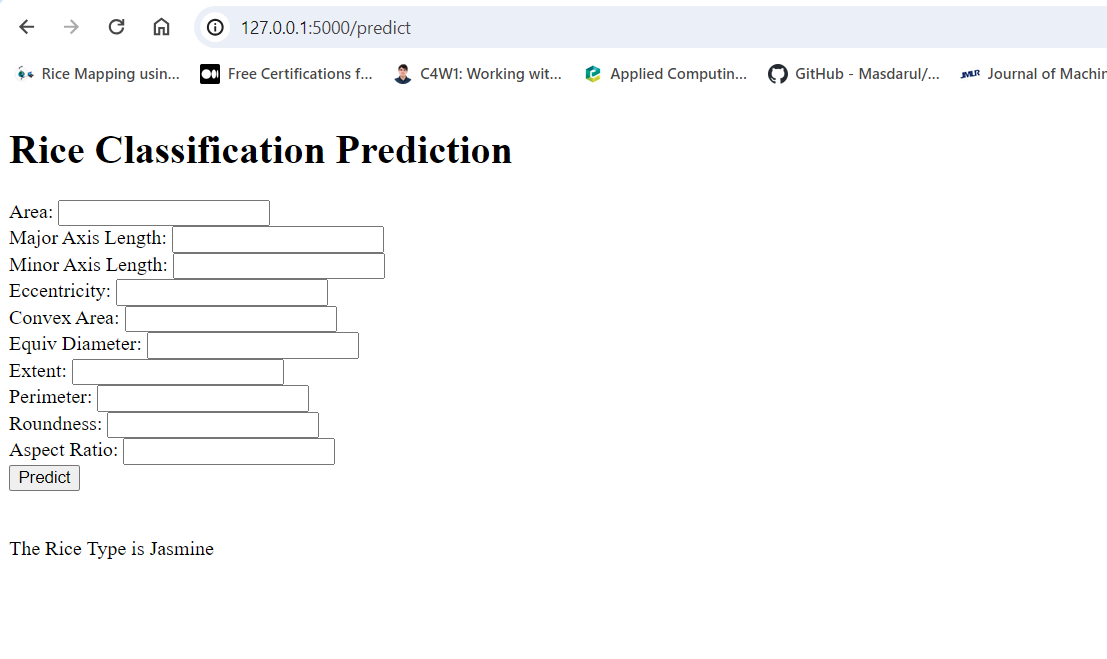 127.0.0.1:5000/predict
Rice Mapping usin... Free Certifications f... C4W1: Working wit... Applied Computin... GitHub - Masdarul/... JMLR Journal of Machin
Rice Classification Prediction
Area:
Major Axis Length:
Minor Axis Length:
Eccentricity:
Convex Area:
Equiv Diameter:
Extent:
Perimeter:
Roundness:
Aspect Ratio:
Predict
The Rice Type is Jasmine